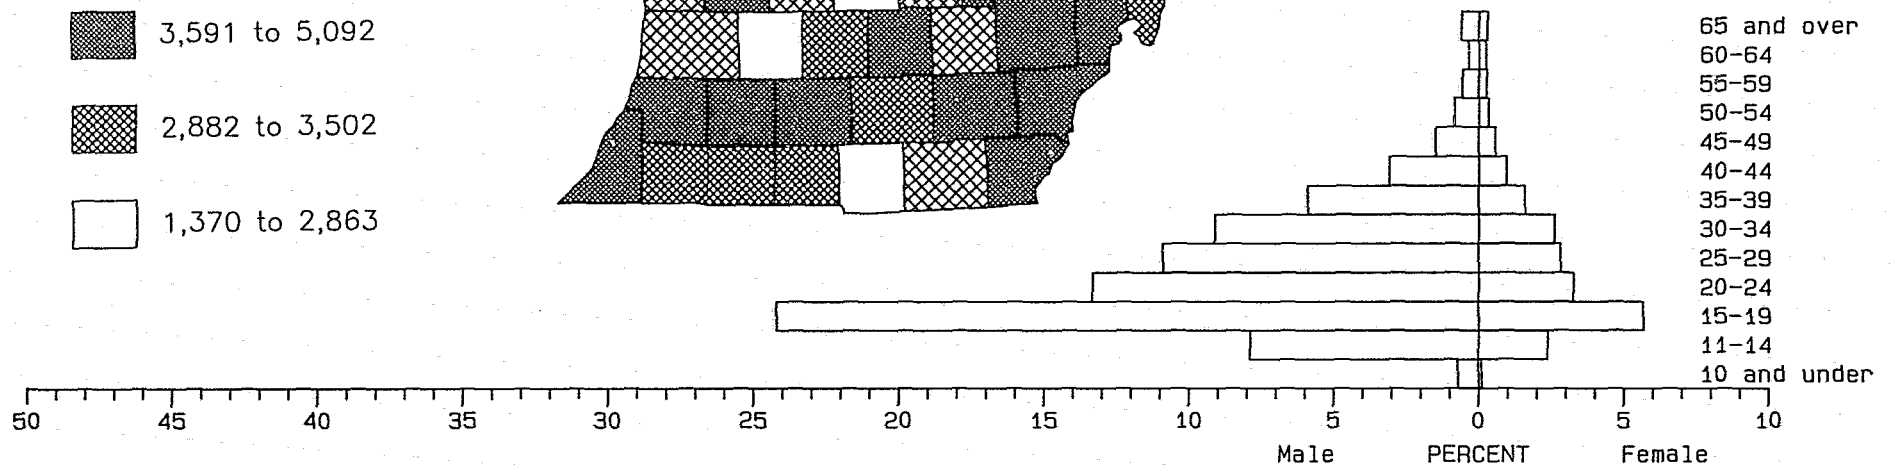 3,591 to 5,092
2,882 to 3,502
1,370 to 2,863
65 and over
60-64
55-59
50-54
45-49
40-44
35-39
30-34
25-29
20-24
15-19
11-14
10 and under
50 45 40 35 30 25 20 15 10 5 0 5 10
Male PERCENT Female